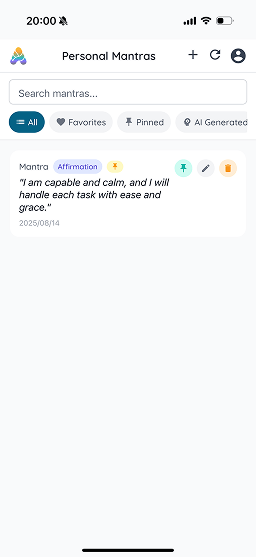 20:00
Personal Mantras
Search mantras...
All
Favorites
Pinned
AI Generated
Mantra
Affirmation
"I am capable and calm, and I will
handle each task with ease and
grace."
2025/08/14